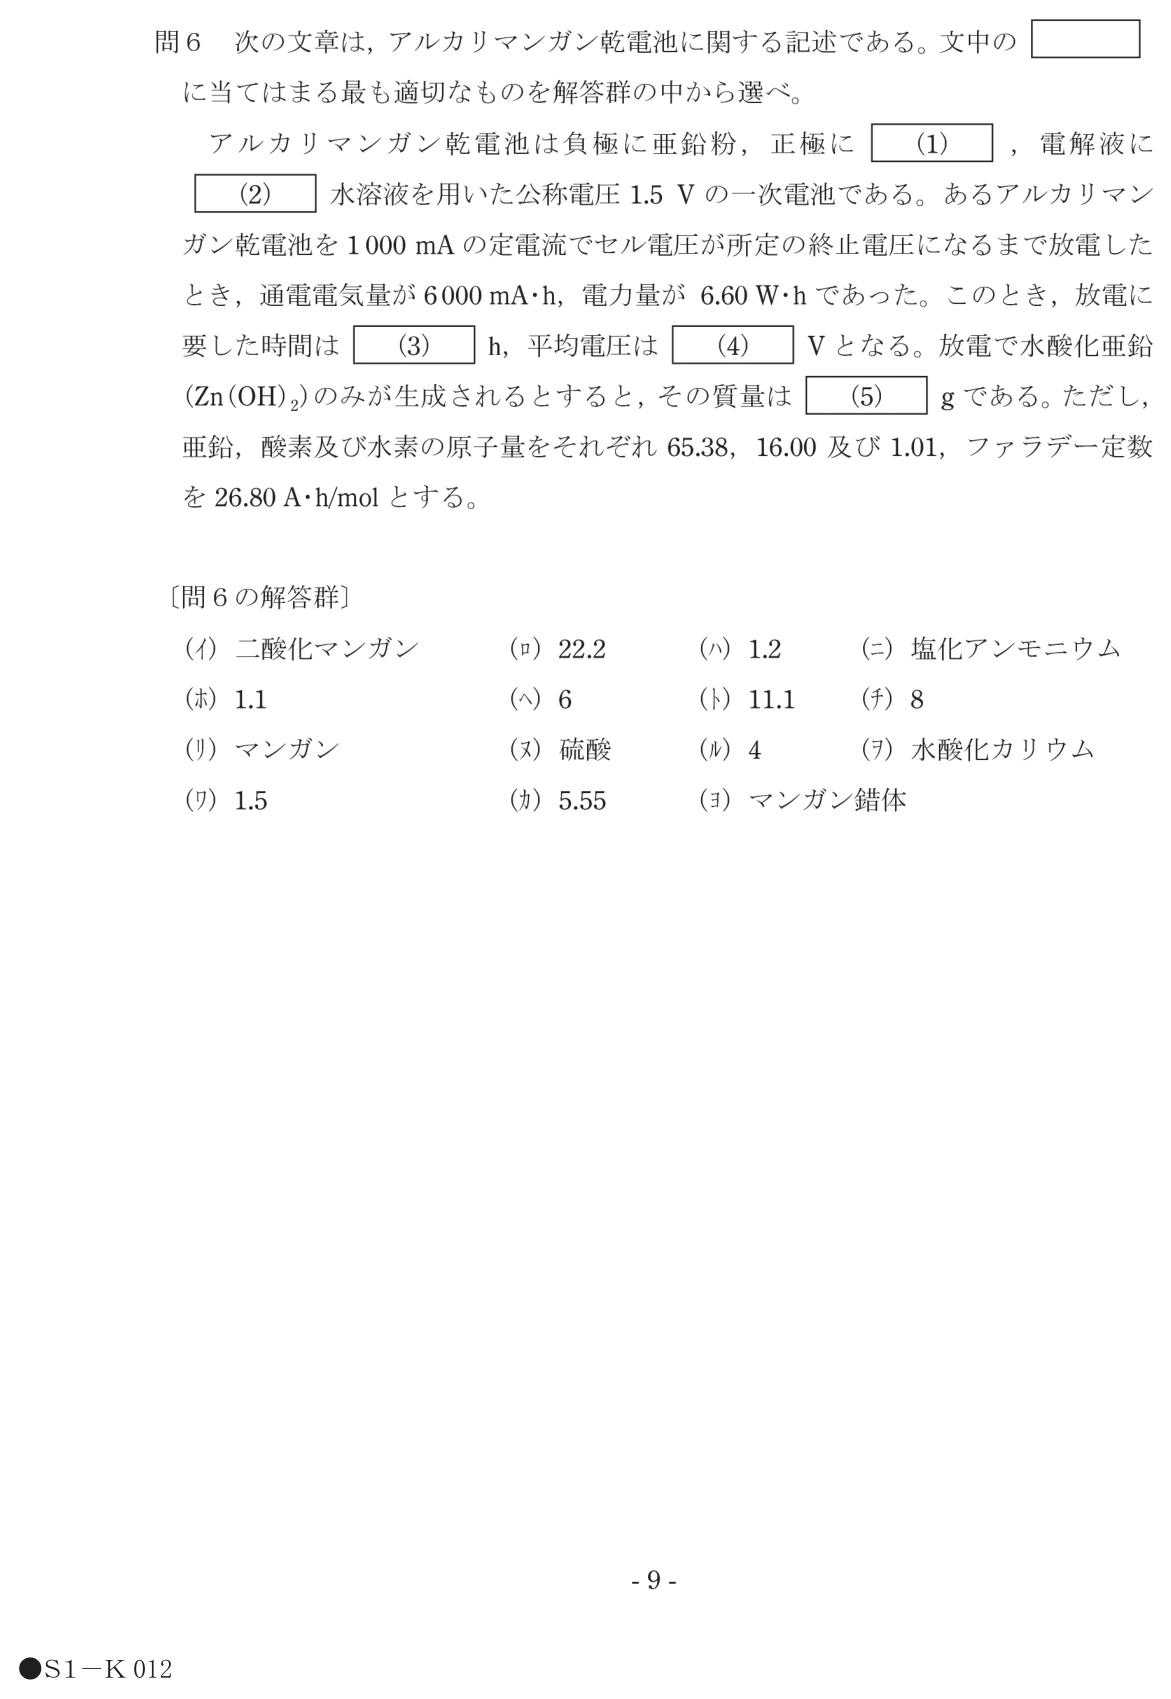 問6　次の文章は，アルカリマンガン乾電池に関する記述である。文中の
に当てはまる最も適切なものを解答群の中から選べ。
アルカリマンガン乾電池は負極に亜鉛粉，正極に (1) ，電解液に
(2) 水溶液を用いた公称電圧 1.5 V の一次電池である。あるアルカリマン
ガン乾電池を 1 000 mA の定電流でセル電圧が所定の終止電圧になるまで放電した
とき，通電電気量が 6 000 mA･h，電力量が 6.60 W･h であった。このとき，放電に
要した時間は (3) h，平均電圧は (4) V となる。放電で水酸化亜鉛
(Zn(OH)₂)のみが生成されるとすると，その質量は (5) g である。ただし，
亜鉛，酸素及び水素の原子量をそれぞれ 65.38，16.00 及び 1.01，ファラデー定数
を 26.80 A･h/mol とする。
〔問6の解答群〕
(ｲ) 二酸化マンガン (ﾛ) 22.2 (ﾊ) 1.2 (ﾆ) 塩化アンモニウム
(ﾎ) 1.1 (ﾍ) 6 (ﾄ) 11.1 (ﾁ) 8
(ﾘ) マンガン (ﾇ) 硫酸 (ﾙ) 4 (ｦ) 水酸化カリウム
(ﾜ) 1.5 (ｶ) 5.55 (ﾖ) マンガン錯体
- 9 -
●S1－K 012